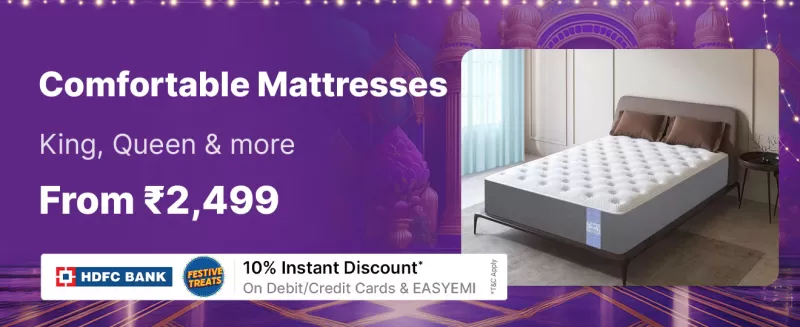 Comfortable Mattresses
King, Queen & more
From ₹2,499
HDFC BANK
FESTIVE
TREATS
10% Instant Discount*
On Debit/Credit Cards & EASYEMI
*T&C Apply